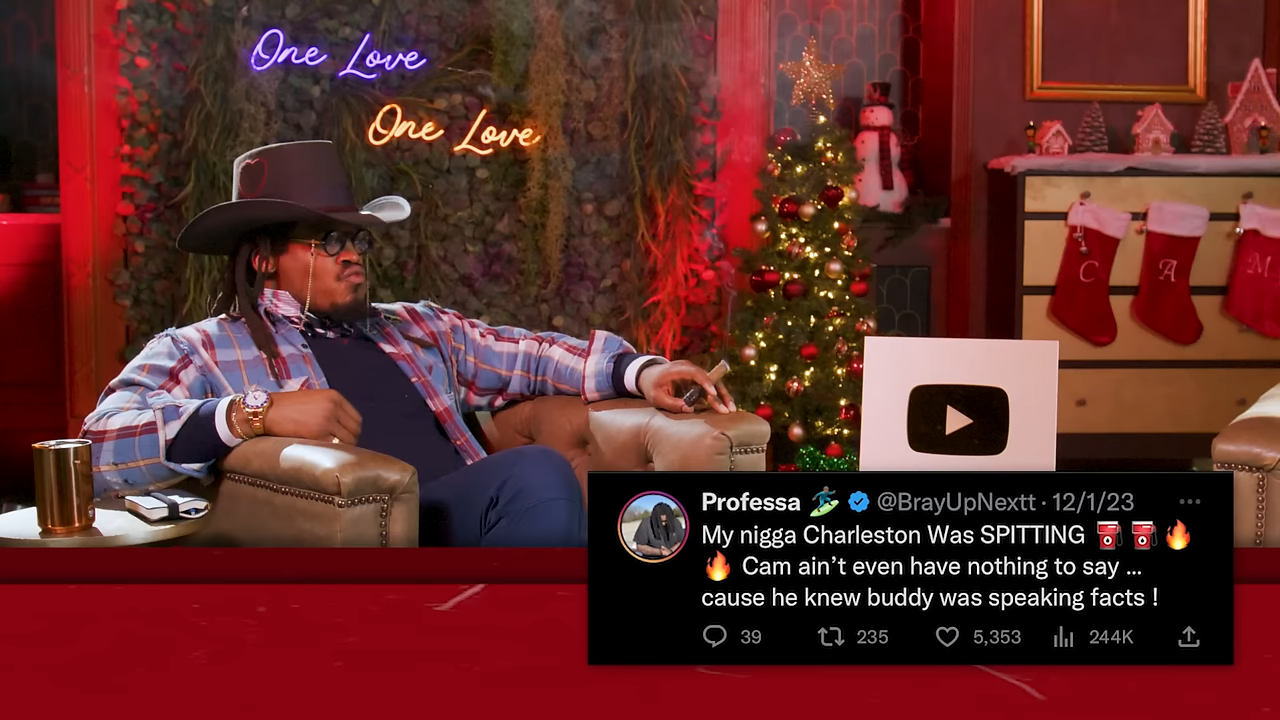 One Love
One Love
C A M
Professa @BrayUpNextt · 12/1/23
My nigga Charleston Was SPITTING ⛽⛽🔥
🔥 Cam ain’t even have nothing to say ...
cause he knew buddy was speaking facts !
39 235 5,353 244K